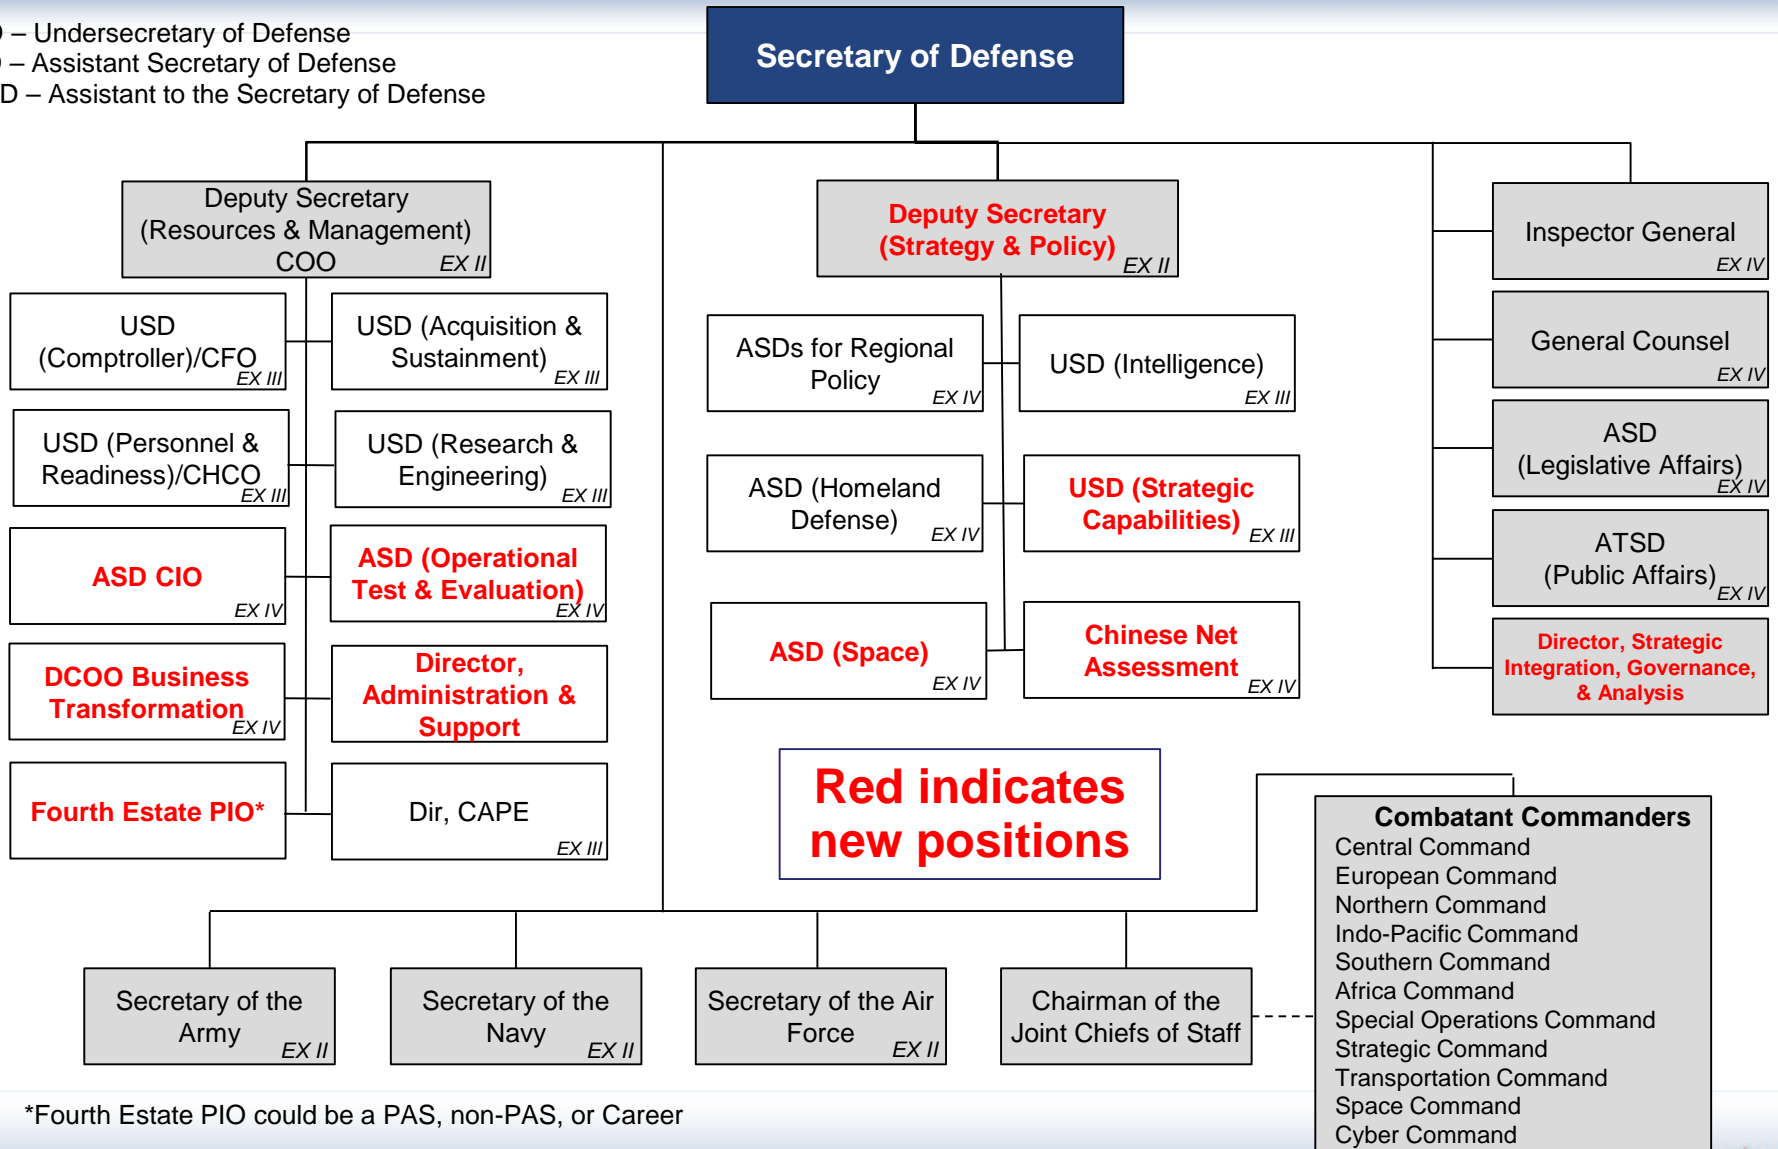 – Undersecretary of Defense
– Assistant Secretary of Defense
D – Assistant to the Secretary of Defense
Secretary of Defense
Deputy Secretary
(Resources & Management)
COO
EX II
USD
(Comptroller)/CFO
EX III
USD (Acquisition &
Sustainment)
EX III
USD (Personnel &
Readiness)/CHCO
EX III
USD (Research &
Engineering)
EX III
ASD CIO
EX IV
ASD (Operational
Test & Evaluation)
EX IV
DCOO Business
Transformation
EX IV
Director,
Administration &
Support
Fourth Estate PIO*
Dir, CAPE
EX III
Deputy Secretary
(Strategy & Policy)
EX II
ASDs for Regional
Policy
EX IV
USD (Intelligence)
EX III
ASD (Homeland
Defense)
EX IV
USD (Strategic
Capabilities)
EX III
ASD (Space)
EX IV
Chinese Net
Assessment
EX IV
Inspector General
EX IV
General Counsel
EX IV
ASD
(Legislative Affairs)
EX IV
ATSD
(Public Affairs)
EX IV
Director, Strategic
Integration, Governance,
& Analysis
Red indicates
new positions
Secretary of the
Army
EX II
Secretary of the
Navy
EX II
Secretary of the Air
Force
EX II
Chairman of the
Joint Chiefs of Staff
Combatant Commanders
Central Command
European Command
Northern Command
Indo-Pacific Command
Southern Command
Africa Command
Special Operations Command
Strategic Command
Transportation Command
Space Command
Cyber Command
*Fourth Estate PIO could be a PAS, non-PAS, or Career